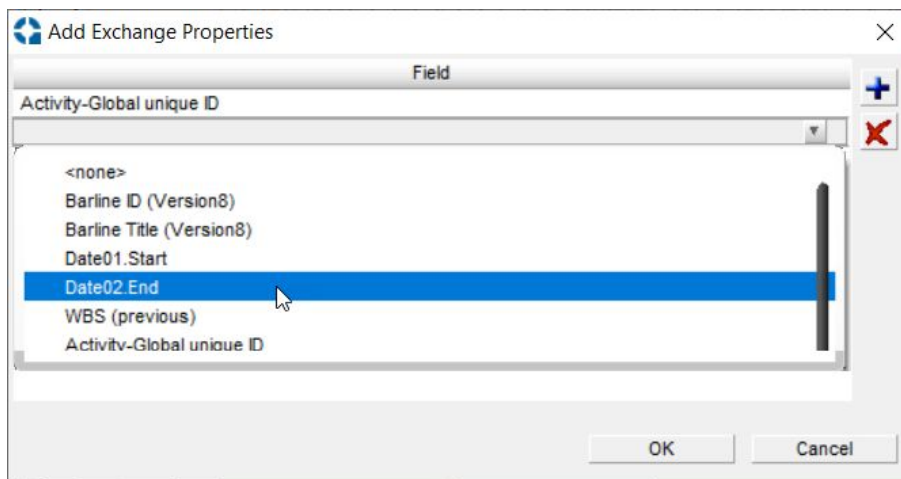 Add Exchange Properties
Field
Activity-Global unique ID
<none>
Barline ID (Version8)
Barline Title (Version8)
Date01.Start
Date02.End
WBS (previous)
Activity-Global unique ID
OK Cancel